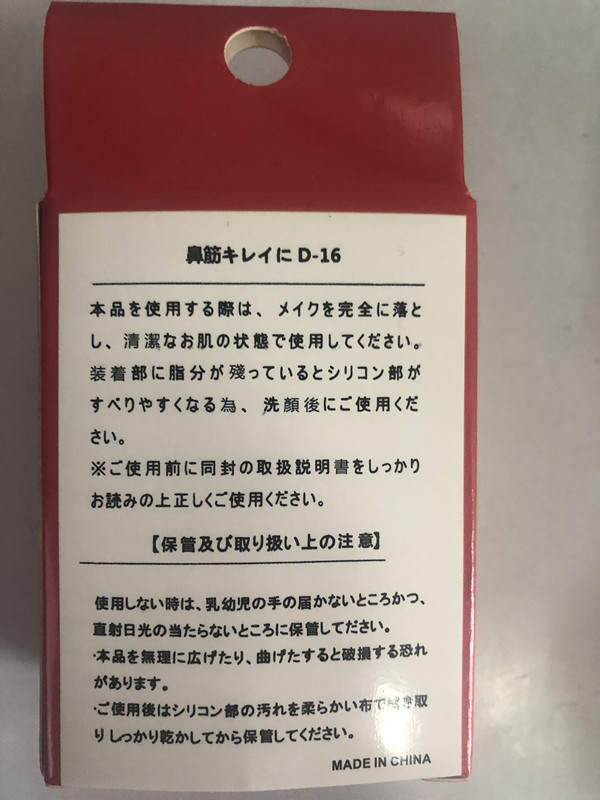 鼻筋キレイに D-16
本品を使用する際は、メイクを完全に落と
し、清潔なお肌の状態で使用してください。
装着部に脂分が殘っているとシリコン部が
すべりやすくなる為、洗顔後にご使用くだ
さい。
※ご使用前に同封の取扱説明書をしっかり
お読みの上正しくご使用ください。
【保管及び取り扱い上の注意】
使用しない時は、乳幼児の手の届かないところかつ、
直射日光の当たらないところに保管してださい。
·本品を無理に広げたり、曲げたすると破損する恐れ
があります。
·ご使用後はシリコン部の汚れを柔らかい布で 取
りしっかり乾かしてから保管してください。
MADE IN CHINA